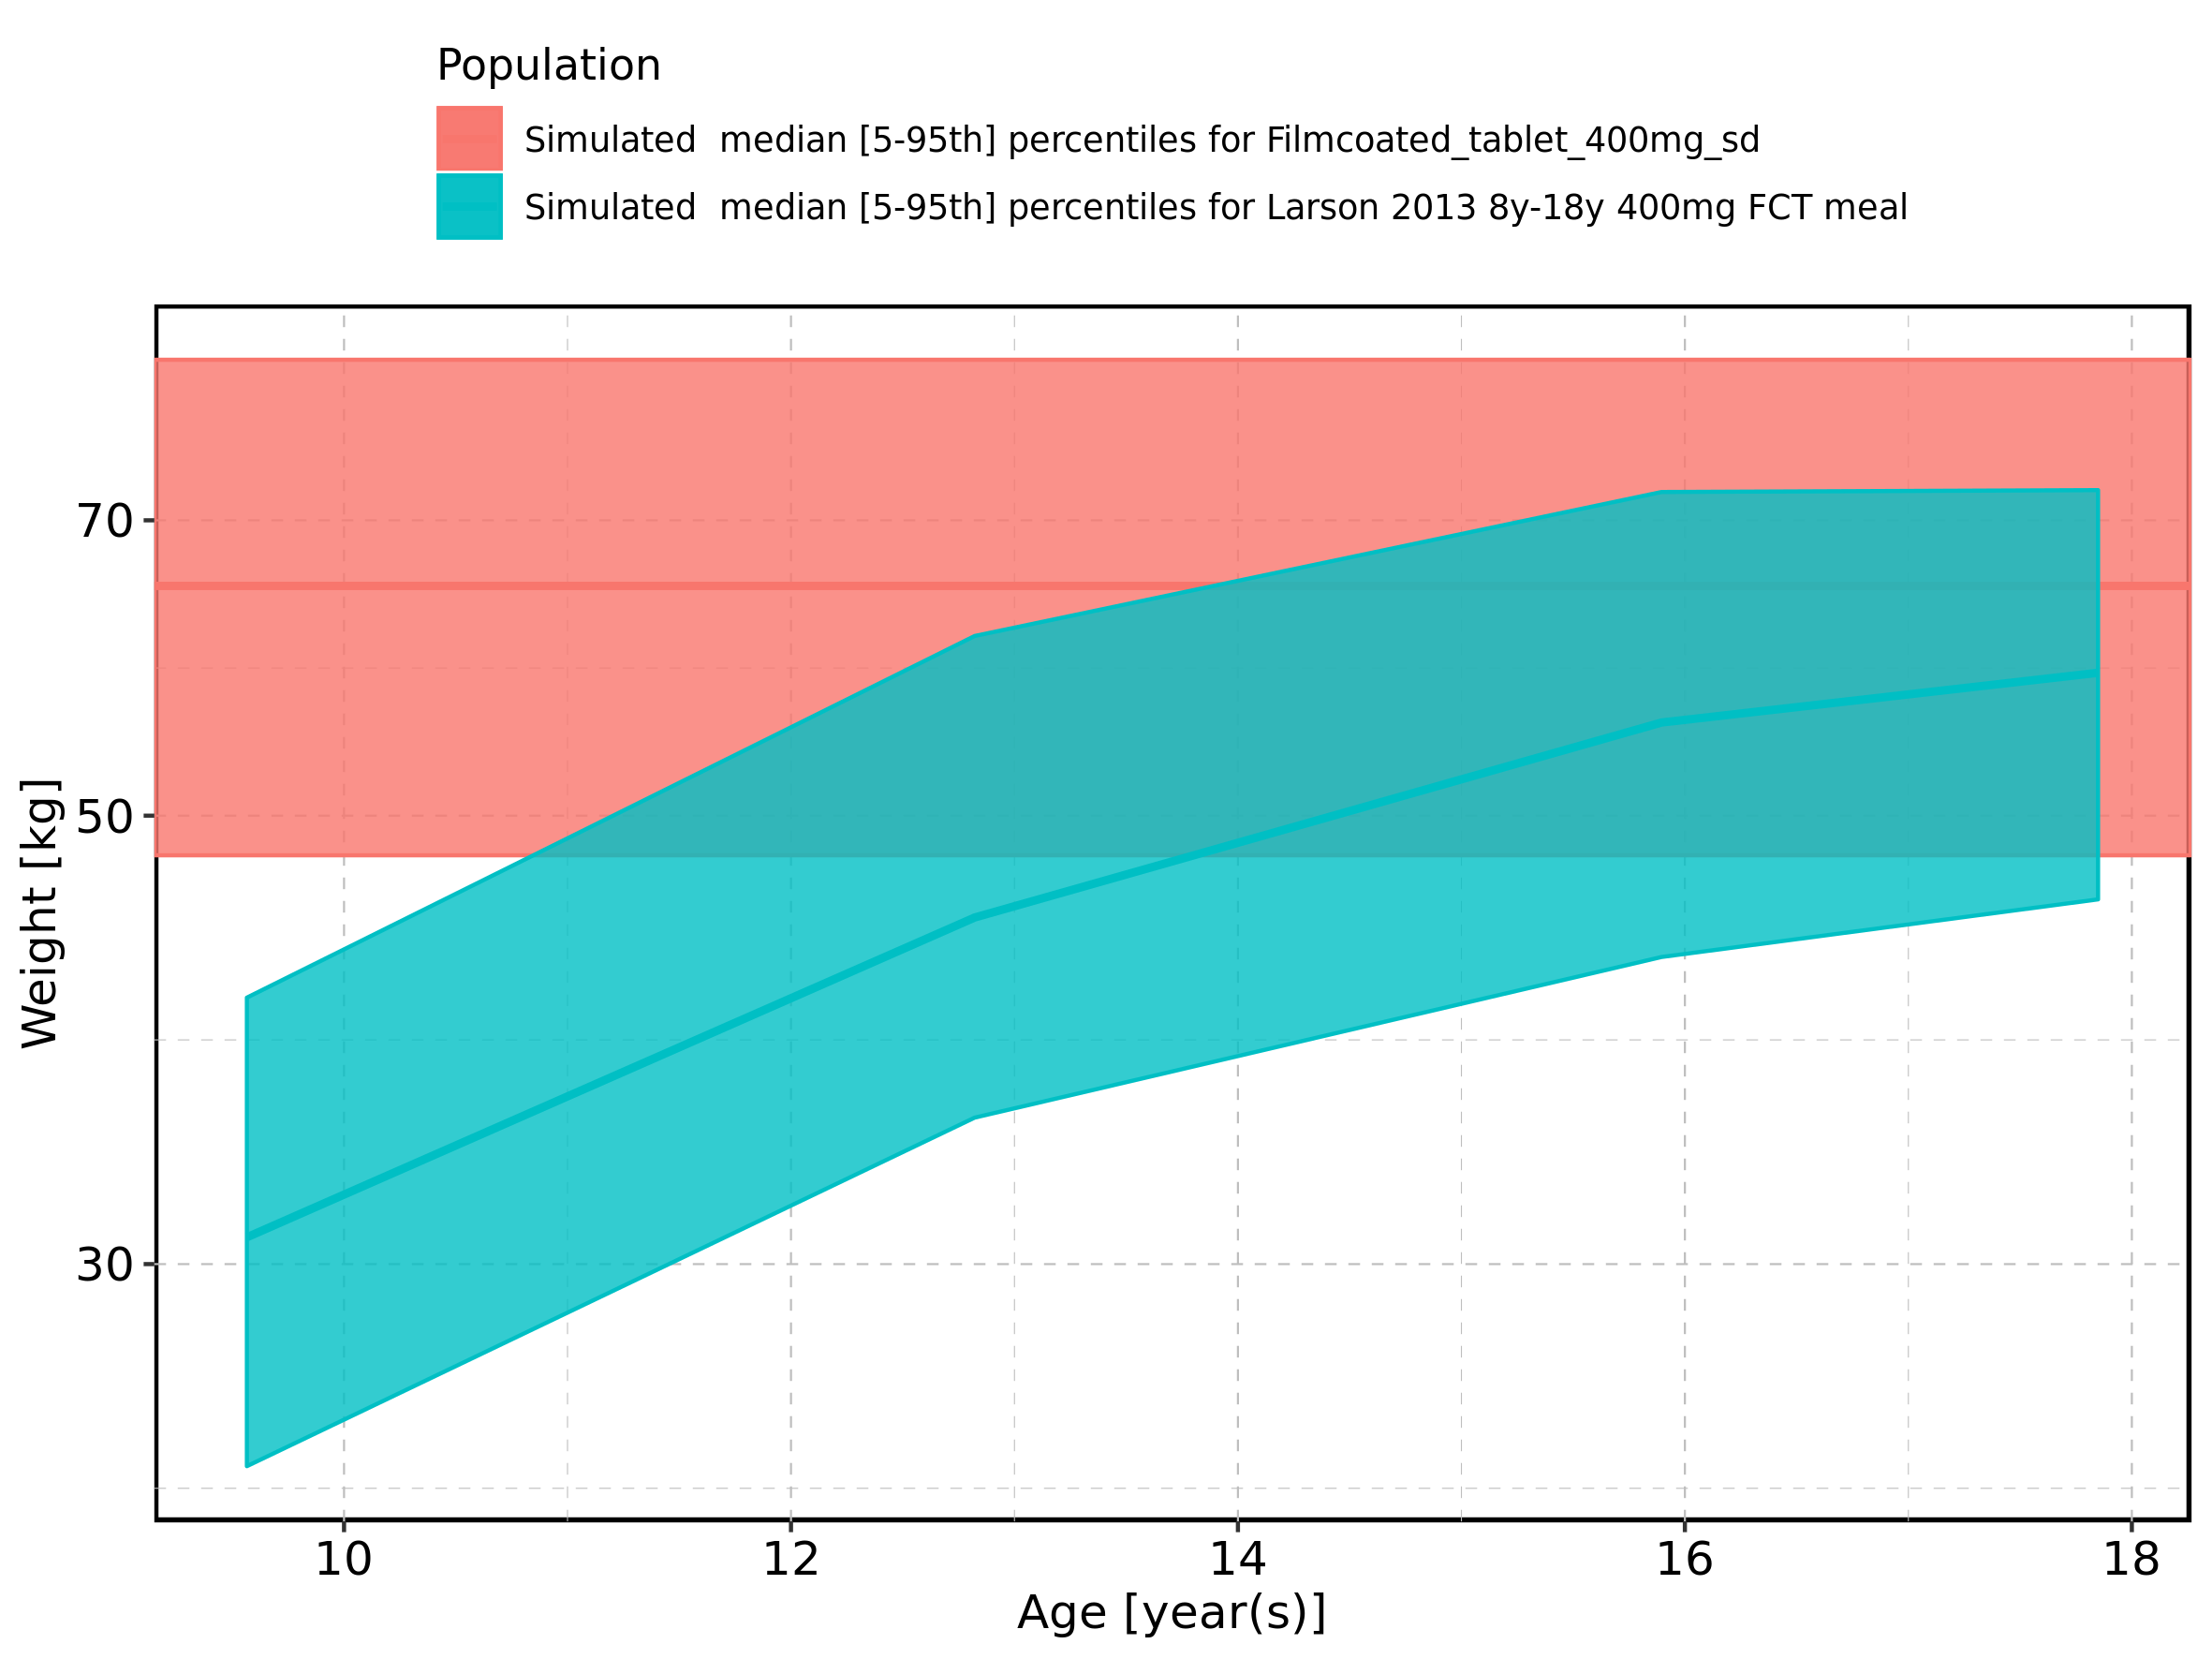 Population
Simulated  median [5-95th] percentiles for Filmcoated_tablet_400mg_sd
Simulated  median [5-95th] percentiles for Larson 2013 8y-18y 400mg FCT meal
70
50
30
Weight [kg]
10 12 14 16 18
Age [year(s)]